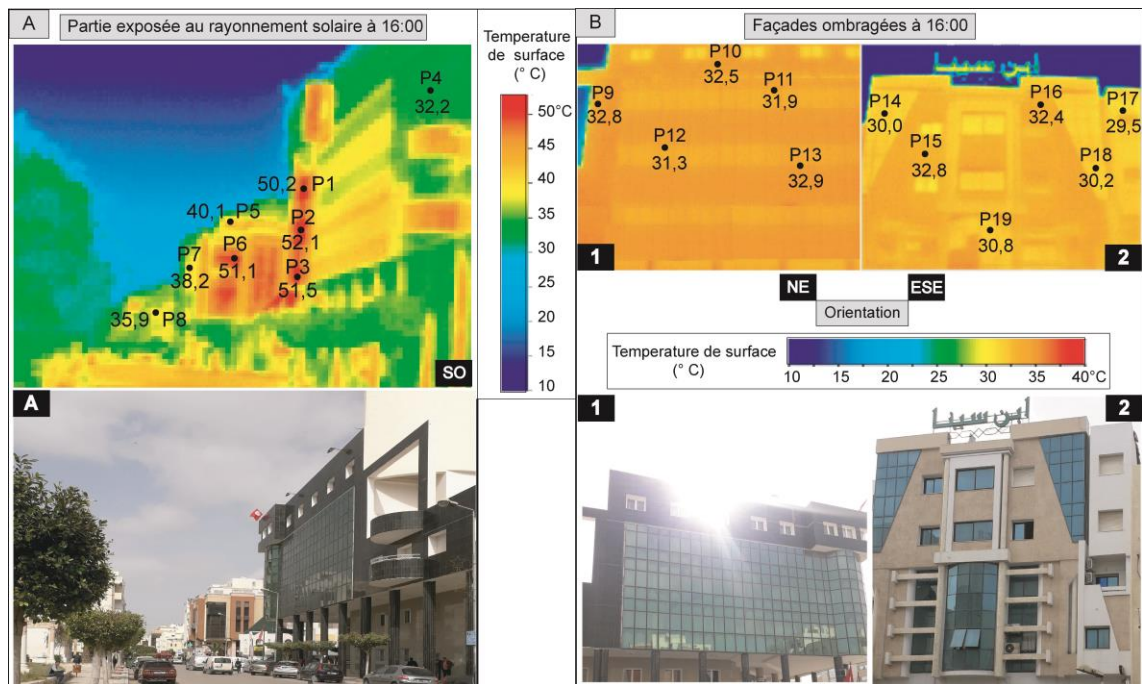 A
Partie exposée au rayonnement solaire à 16:00
Temperature
de surface
(° C)
50°C
45
40
35
30
25
20
15
10
P4
32,2
50,2 P1
40,1 P5
P2
52,1
P6
51,1
P7
38,2
P3
51,5
35,9 P8
SO
A
B
Façades ombragées à 16:00
P10
32,5
P9
32,8
P11
31,9
P12
31,3
P13
32,9
1
ابن سينا
P14
30,0
P16
32,4
P17
29,5
P15
32,8
P18
30,2
P19
30,8
2
NE
ESE
Orientation
Temperature de surface
(° C)
10 15 20 25 30 35 40°C
1
2
ابن سينا